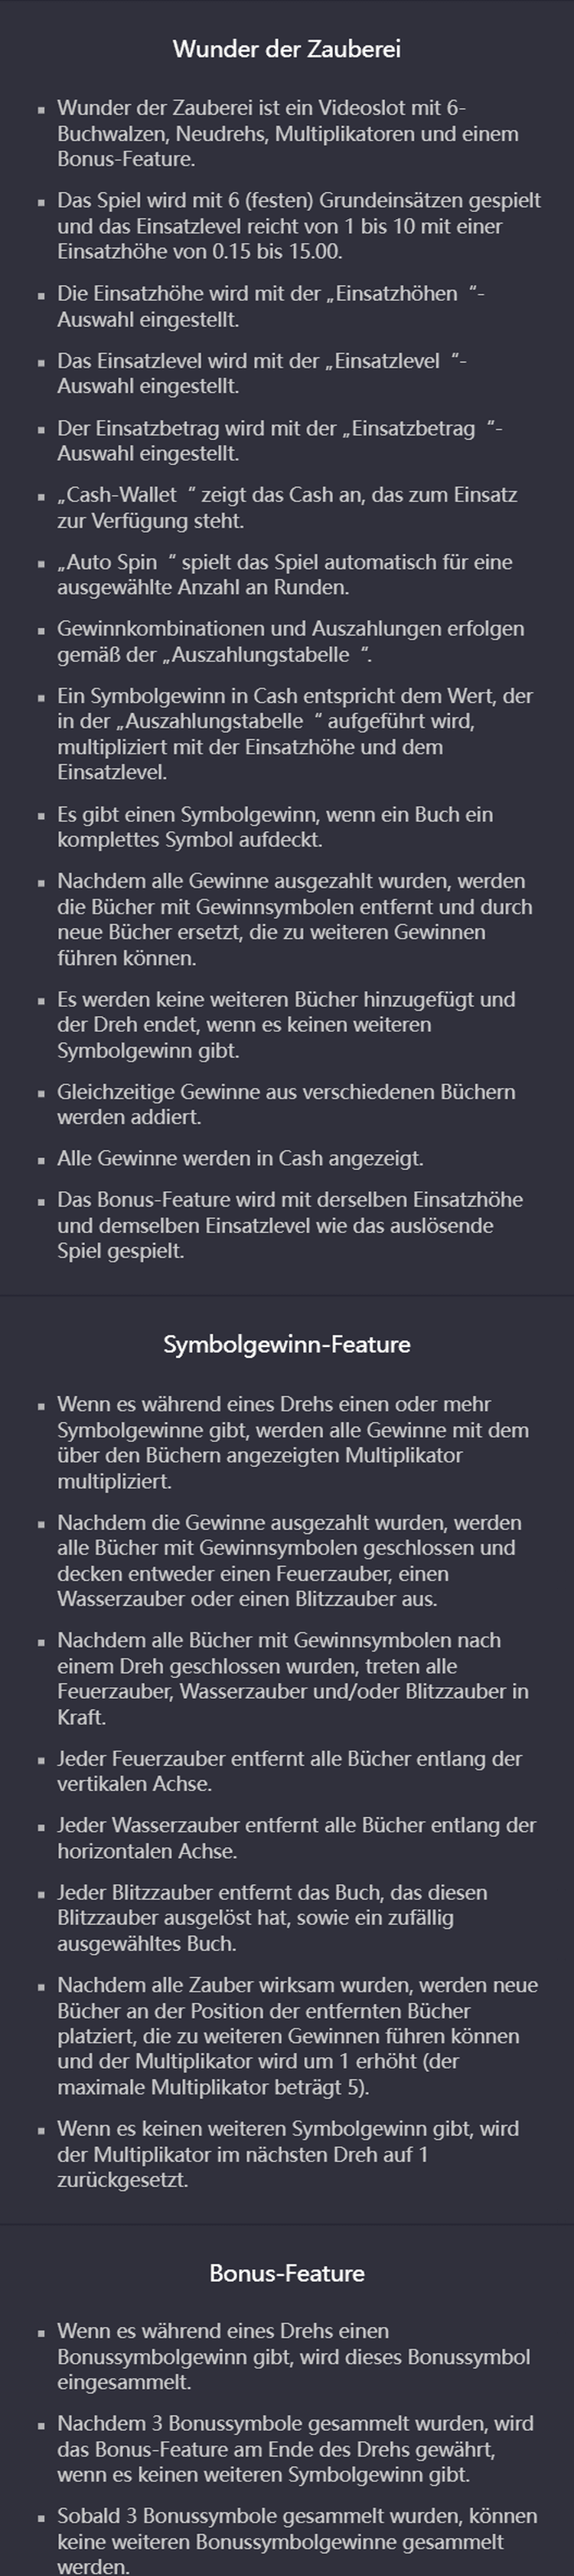 Wunder der Zauberei
Wunder der Zauberei ist ein Videoslot mit 6-
Buchwalzen, Neudrehs, Multiplikatoren und einem
Bonus-Feature.
Das Spiel wird mit 6 (festen) Grundeinsätzen gespielt
und das Einsatzlevel reicht von 1 bis 10 mit einer
Einsatzhöhe von 0.15 bis 15.00.
Die Einsatzhöhe wird mit der „Einsatzhöhen “-
Auswahl eingestellt.
Das Einsatzlevel wird mit der „Einsatzlevel “-
Auswahl eingestellt.
Der Einsatzbetrag wird mit der „Einsatzbetrag “-
Auswahl eingestellt.
„Cash-Wallet “ zeigt das Cash an, das zum Einsatz
zur Verfügung steht.
„Auto Spin “ spielt das Spiel automatisch für eine
ausgewählte Anzahl an Runden.
Gewinnkombinationen und Auszahlungen erfolgen
gemäß der „Auszahlungstabelle “.
Ein Symbolgewinn in Cash entspricht dem Wert, der
in der „Auszahlungstabelle “ aufgeführt wird,
multipliziert mit der Einsatzhöhe und dem
Einsatzlevel.
Es gibt einen Symbolgewinn, wenn ein Buch ein
komplettes Symbol aufdeckt.
Nachdem alle Gewinne ausgezahlt wurden, werden
die Bücher mit Gewinnsymbolen entfernt und durch
neue Bücher ersetzt, die zu weiteren Gewinnen
führen können.
Es werden keine weiteren Bücher hinzugefügt und
der Dreh endet, wenn es keinen weiteren
Symbolgewinn gibt.
Gleichzeitige Gewinne aus verschiedenen Büchern
werden addiert.
Alle Gewinne werden in Cash angezeigt.
Das Bonus-Feature wird mit derselben Einsatzhöhe
und demselben Einsatzlevel wie das auslösende
Spiel gespielt.
Symbolgewinn-Feature
Wenn es während eines Drehs einen oder mehr
Symbolgewinne gibt, werden alle Gewinne mit dem
über den Büchern angezeigten Multiplikator
multipliziert.
Nachdem die Gewinne ausgezahlt wurden, werden
alle Bücher mit Gewinnsymbolen geschlossen und
decken entweder einen Feuerzauber, einen
Wasserzauber oder einen Blitzzauber aus.
Nachdem alle Bücher mit Gewinnsymbolen nach
einem Dreh geschlossen wurden, treten alle
Feuerzauber, Wasserzauber und/oder Blitzzauber in
Kraft.
Jeder Feuerzauber entfernt alle Bücher entlang der
vertikalen Achse.
Jeder Wasserzauber entfernt alle Bücher entlang der
horizontalen Achse.
Jeder Blitzzauber entfernt das Buch, das diesen
Blitzzauber ausgelöst hat, sowie ein zufällig
ausgewähltes Buch.
Nachdem alle Zauber wirksam wurden, werden neue
Bücher an der Position der entfernten Bücher
platziert, die zu weiteren Gewinnen führen können
und der Multiplikator wird um 1 erhöht (der
maximale Multiplikator beträgt 5).
Wenn es keinen weiteren Symbolgewinn gibt, wird
der Multiplikator im nächsten Dreh auf 1
zurückgesetzt.
Bonus-Feature
Wenn es während eines Drehs einen
Bonussymbolgewinn gibt, wird dieses Bonussymbol
eingesammelt.
Nachdem 3 Bonussymbole gesammelt wurden, wird
das Bonus-Feature am Ende des Drehs gewährt,
wenn es keinen weiteren Symbolgewinn gibt.
Sobald 3 Bonussymbole gesammelt wurden, können
keine weiteren Bonussymbolgewinne gesammelt
werden.